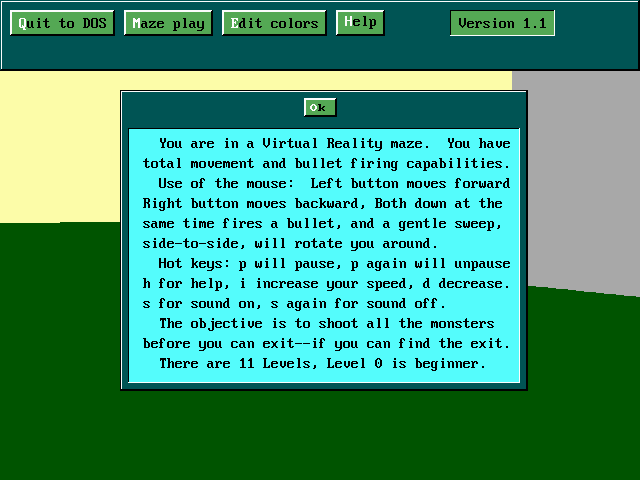 Quit to DOS Maze play Edit colors Help Version 1.1
Ok
You are in a Virtual Reality maze. You have
total movement and bullet firing capabilities.
Use of the mouse: Left button moves forward
Right button moves backward, Both down at the
same time fires a bullet, and a gentle sweep,
side-to-side, will rotate you around.
Hot keys: p will pause, p again will unpause
h for help, i increase your speed, d decrease.
s for sound on, s again for sound off.
The objective is to shoot all the monsters
before you can exit--if you can find the exit.
There are 11 Levels, Level 0 is beginner.